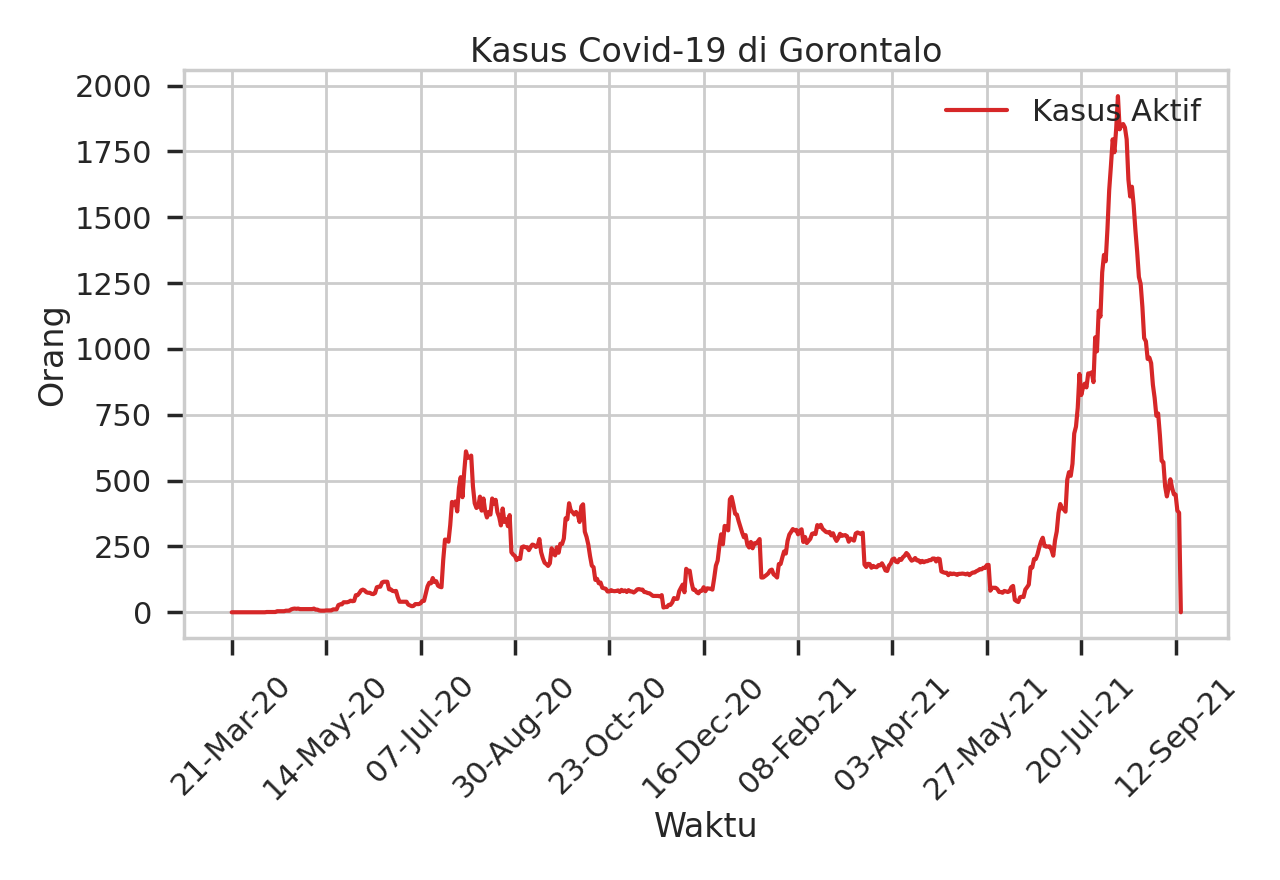 Kasus Covid-19 di Gorontalo
Kasus Aktif
2000
1750
1500
1250
1000
750
500
250
0
Orang
21-Mar-20
14-May-20
07-Jul-20
30-Aug-20
23-Oct-20
16-Dec-20
08-Feb-21
03-Apr-21
27-May-21
20-Jul-21
12-Sep-21
Waktu